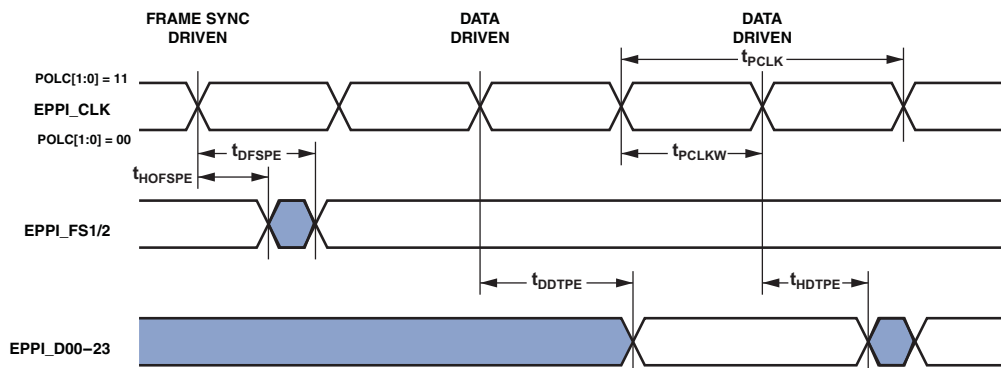 FRAME SYNC
DRIVEN
DATA
DRIVEN
DATA
DRIVEN
tPCLK
POLC[1:0] = 11
EPPI_CLK
POLC[1:0] = 00
tDFSPE
tPCLKW
tHOFSPE
EPPI_FS1/2
tDDTPE
tHDTPE
EPPI_D00–23